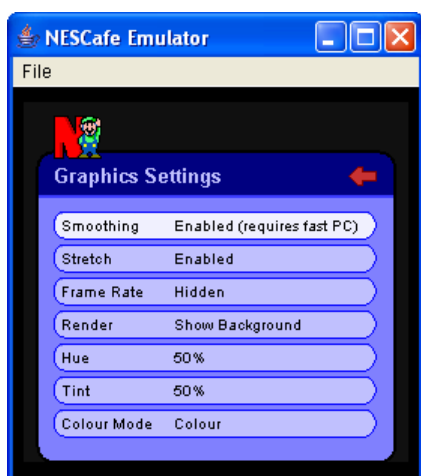 NESCafe Emulator
File
N
Graphics Settings
Smoothing Enabled (requires fast PC)
Stretch Enabled
Frame Rate Hidden
Render Show Background
Hue 50%
Tint 50%
Colour Mode Colour